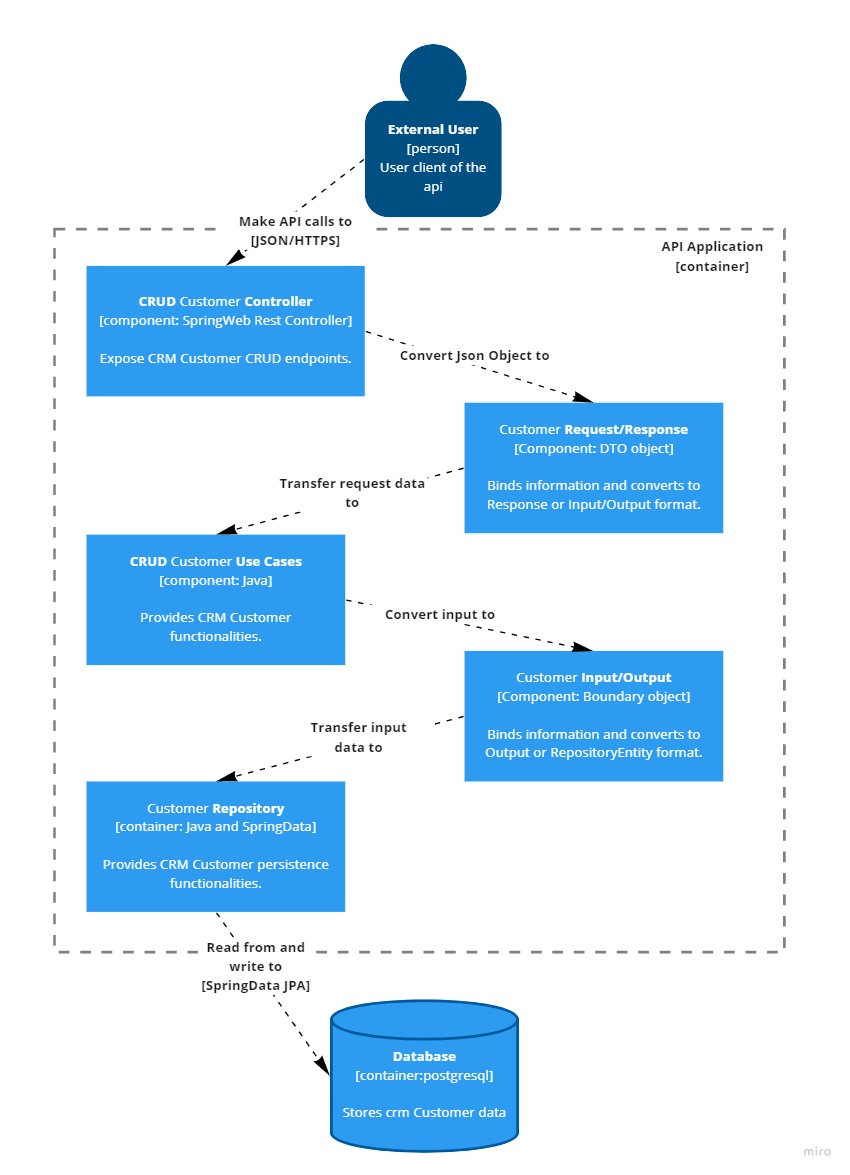 External User
[person]
User client of the
api
Make API calls to
[JSON/HTTPS]
API Application
[container]
CRUD Customer Controller
[component: SpringWeb Rest Controller]
Expose CRM Customer CRUD endpoints.
Convert Json Object to
Customer Request/Response
[Component: DTO object]
Binds information and converts to
Response or Input/Output format.
Transfer request data
to
CRUD Customer Use Cases
[component: Java]
Provides CRM Customer
functionalities.
Convert input to
Customer Input/Output
[Component: Boundary object]
Binds information and converts to
Output or RepositoryEntity format.
Transfer input
data to
Customer Repository
[container: Java and SpringData]
Provides CRM Customer persistence
functionalities.
Read from and
write to
[SpringData JPA]
Database
[container:postgresql]
Stores crm Customer data
miro